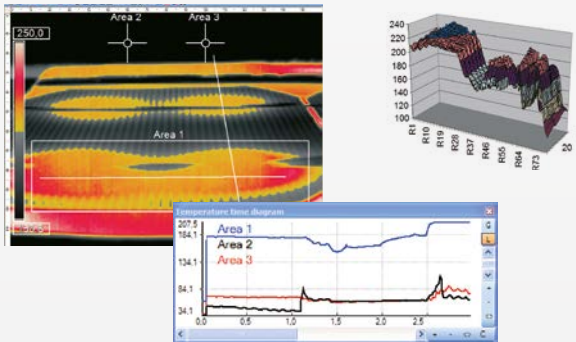 Area 2
Area 3
250,0
Area 1
240
220
200
180
160
140
120
100
R1
R10
R19
R28
R37
R46
R55
R64
R73
20
Temperature time diagram
207,5
184,1
134,1
84,1
34,1
Area 1
Area 2
Area 3
0,0
0,5
1,0
1,5
2,0
2,5